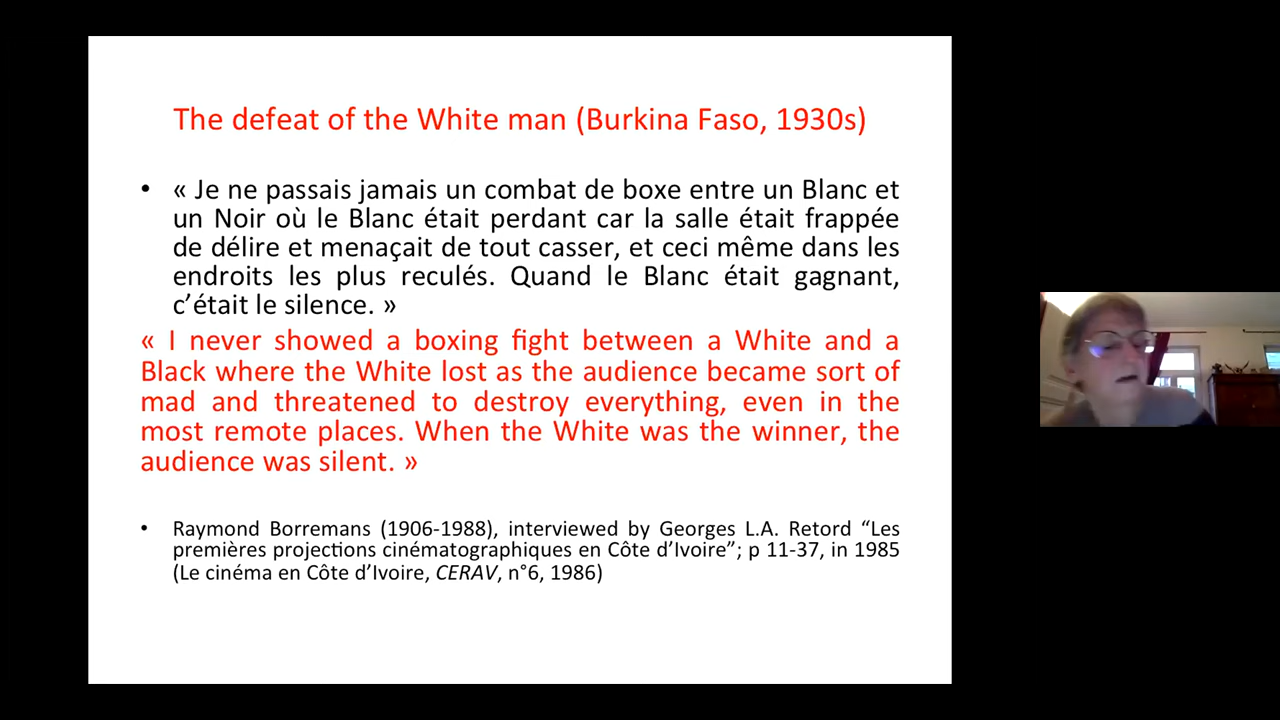 The defeat of the White man (Burkina Faso, 1930s)
• « Je ne passais jamais un combat de boxe entre un Blanc et
un Noir où le Blanc était perdant car la salle était frappée
de délire et menaçait de tout casser, et ceci même dans les
endroits les plus reculés. Quand le Blanc était gagnant,
c’était le silence. »
« I never showed a boxing fight between a White and a
Black where the White lost as the audience became sort of
mad and threatened to destroy everything, even in the
most remote places. When the White was the winner, the
audience was silent. »
• Raymond Borremans (1906-1988), interviewed by Georges L.A. Retord “Les
premières projections cinématographiques en Côte d’Ivoire”; p 11-37, in 1985
(Le cinéma en Côte d’Ivoire, CERAV, n°6, 1986)